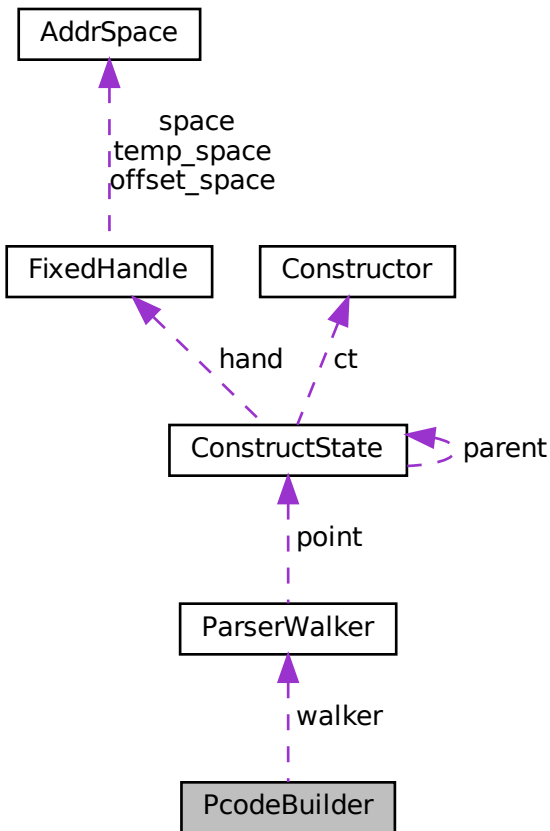 AddrSpace
space
temp_space
offset_space
FixedHandle
Constructor
hand
ct
ConstructState
parent
point
ParserWalker
walker
PcodeBuilder